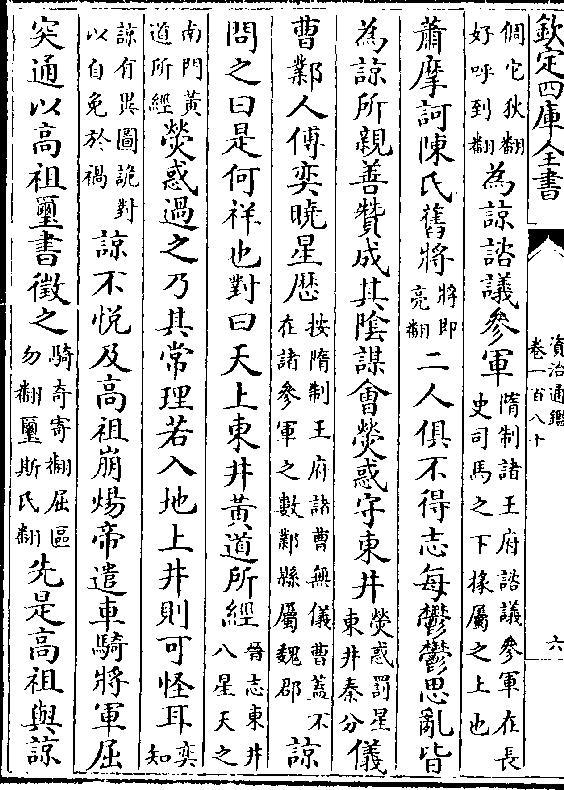 欽定四庫全書
資治通鑑
卷一百八十
六
倜它狄翻
好呼到翻
為諒諮議參軍
隋制諸王府諮議參軍在長
史司馬之下掾屬之上也
蕭摩訶陳氏舊將
將即
亮翻
二人俱不得志每鬱鬱思亂皆
為諒所親善贊成其陰謀會熒惑守東井
熒惑罰星
東井秦分
儀
曹鄴人傅奕曉星歴
按隋制王府諸曹無儀曹蓋不
在諸參軍之數鄴縣屬魏郡
諒
問之曰是何祥也對曰天上東井黄道所經
晉志東井
八星天之
南門黄
道所經
熒惑過之乃其常理若入地上井則可怪耳
奕知
諒有異圖詭對
以自免於禍
諒不悦及高祖崩煬帝遣車騎將軍屈
突通以高祖璽書徵之
騎奇寄翻屈區
勿翻璽斯氏翻
先是高祖與諒